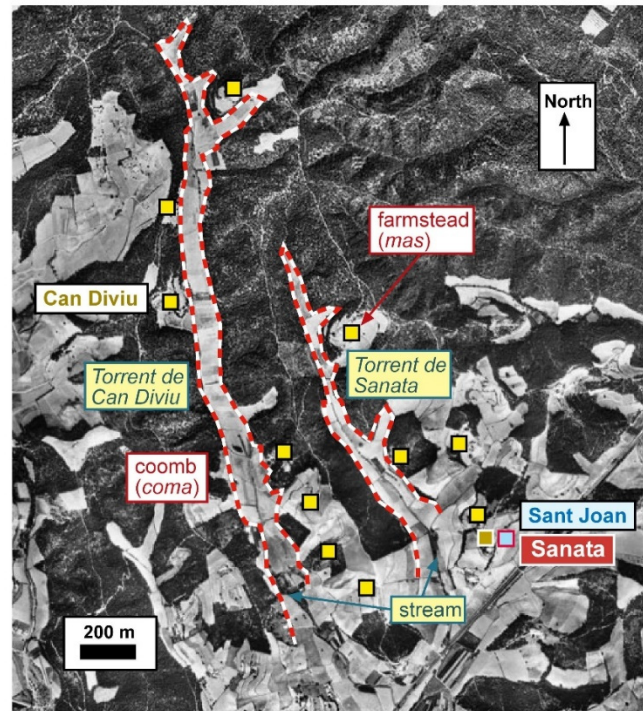 North
farmstead
(mas)
Can Diviu
Torrent de
Can Diviu
Torrent de
Sanata
coomb
(coma)
Sant Joan
Sanata
stream
200 m